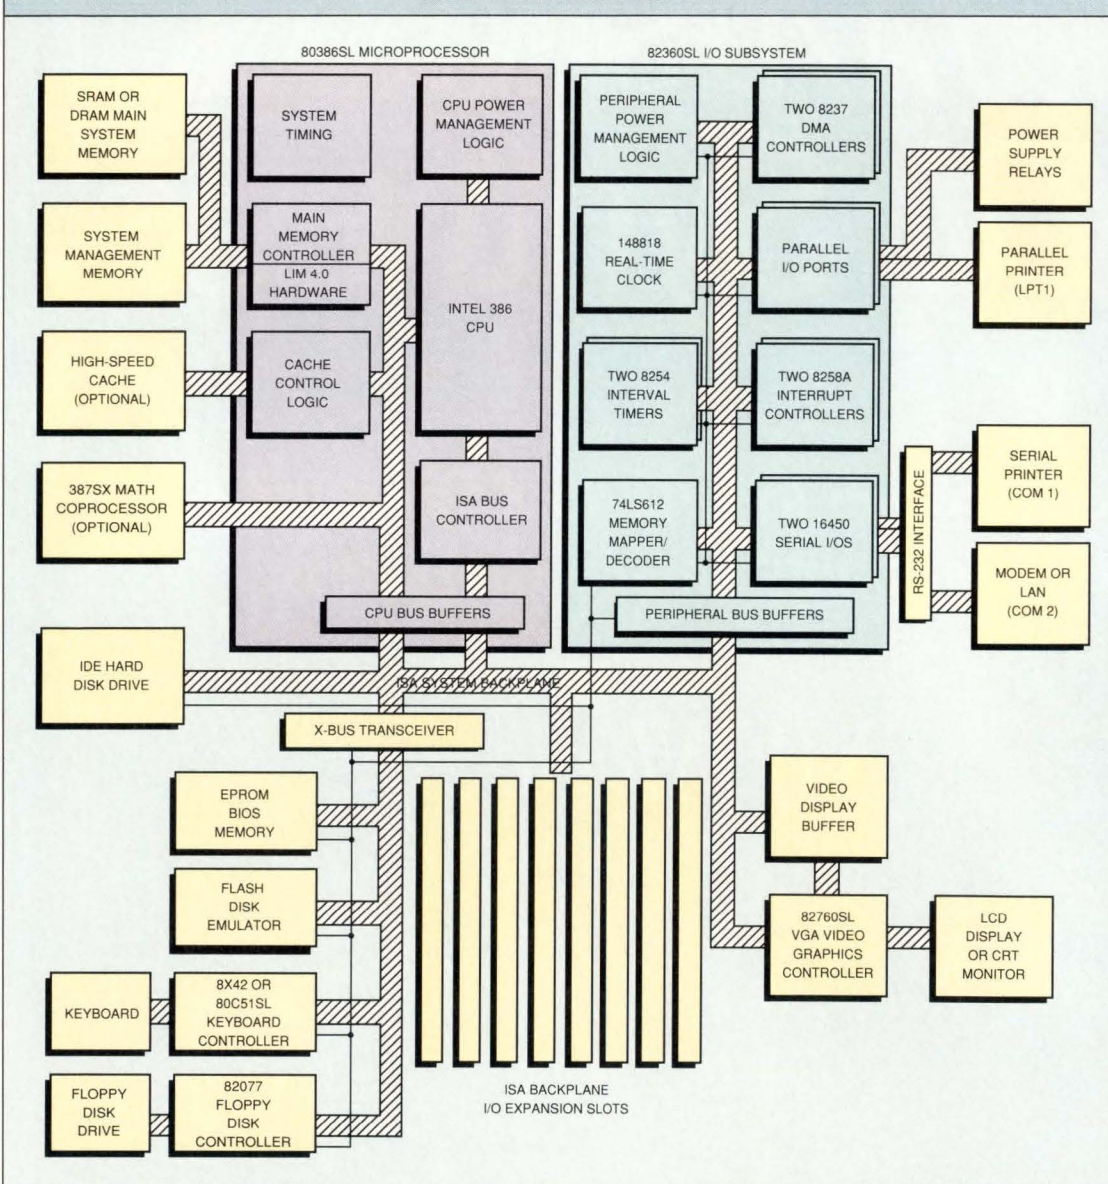 80386SL MICROPROCESSOR
82360SL I/O SUBSYSTEM
SRAM OR
DRAM MAIN
SYSTEM
MEMORY
SYSTEM
TIMING
CPU POWER
MANAGEMENT
LOGIC
PERIPHERAL
POWER
MANAGEMENT
LOGIC
TWO 8237
DMA
CONTROLLERS
POWER
SUPPLY
RELAYS
SYSTEM
MANAGEMENT
MEMORY
MAIN
MEMORY
CONTROLLER
LIM 4.0
HARDWARE
INTEL 386
CPU
148818
REAL-TIME
CLOCK
PARALLEL
I/O PORTS
PARALLEL
PRINTER
(LPT1)
HIGH-SPEED
CACHE
(OPTIONAL)
CACHE
CONTROL
LOGIC
TWO 8254
INTERVAL
TIMERS
TWO 8258A
INTERRUPT
CONTROLLERS
387SX MATH
COPROCESSOR
(OPTIONAL)
ISA BUS
CONTROLLER
74LS612
MEMORY
MAPPER/
DECODER
TWO 16450
SERIAL I/OS
RS-232 INTERFACE
SERIAL
PRINTER
(COM 1)
MODEM OR
LAN
(COM 2)
CPU BUS BUFFERS
PERIPHERAL BUS BUFFERS
IDE HARD
DISK DRIVE
ISA SYSTEM BACKPLANE
X-BUS TRANSCEIVER
EPROM
BIOS
MEMORY
VIDEO
DISPLAY
BUFFER
FLASH
DISK
EMULATOR
82760SL
VGA VIDEO
GRAPHICS
CONTROLLER
LCD
DISPLAY
OR CRT
MONITOR
KEYBOARD
8X42 OR
80C51SL
KEYBOARD
CONTROLLER
FLOPPY
DISK
DRIVE
82077
FLOPPY
DISK
CONTROLLER
ISA BACKPLANE
I/O EXPANSION SLOTS